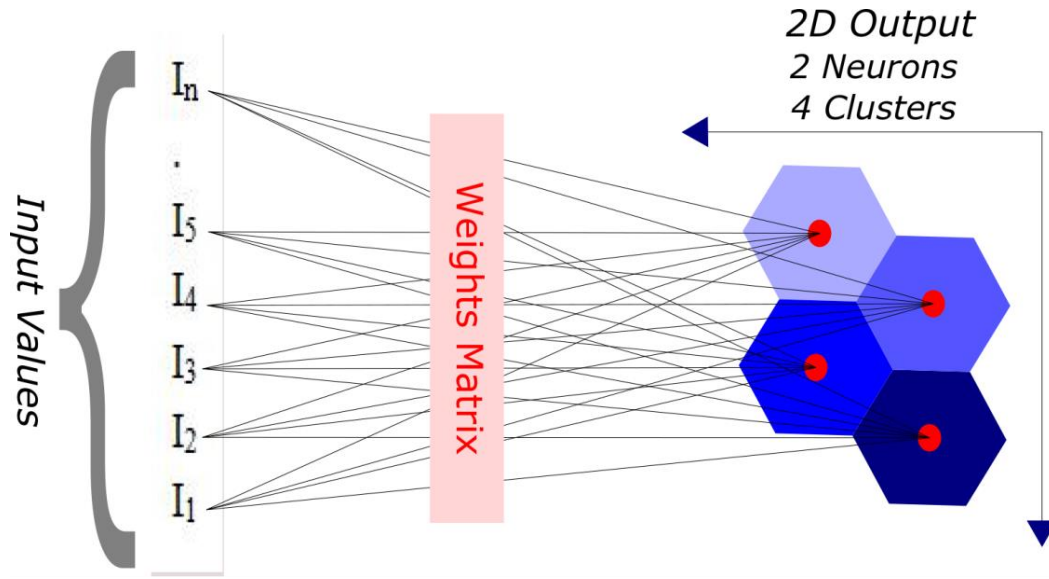 2D Output
2 Neurons
4 Clusters
Input Values
Iₙ
.
I₅
I₄
I₃
I₂
I₁
Weights Matrix